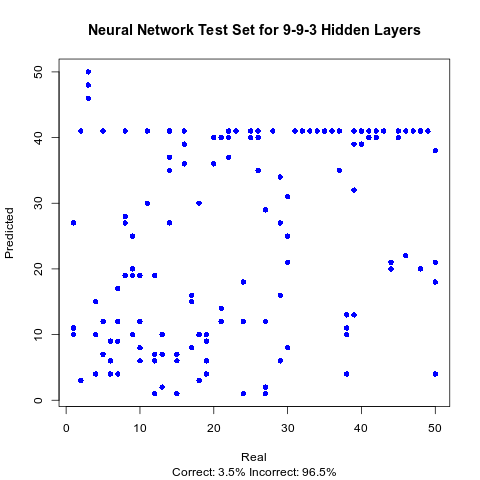 Neural Network Test Set for 9-9-3 Hidden Layers
50
40
30
20
10
0
Predicted
0 10 20 30 40 50
Real
Correct: 3.5% Incorrect: 96.5%